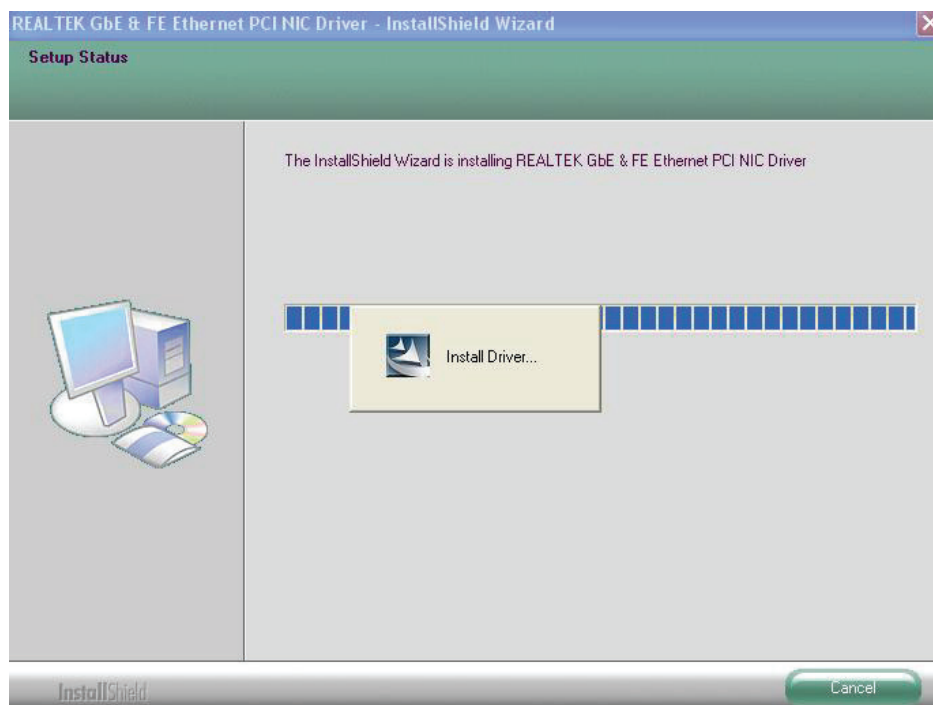 REALTEK GbE & FE Ethernet PCI NIC Driver - InstallShield Wizard
Setup Status
The InstallShield Wizard is installing REALTEK GbE & FE Ethernet PCI NIC Driver
Install Driver...
InstallShield
Cancel